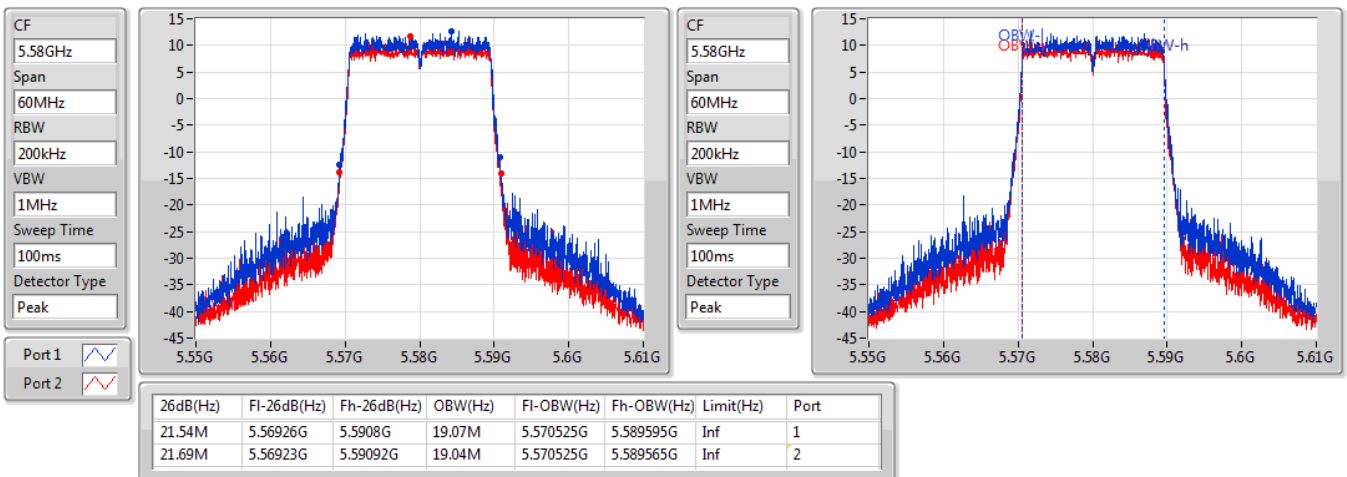 CF
5.58GHz
Span
60MHz
RBW
200kHz
VBW
1MHz
Sweep Time
100ms
Detector Type
Peak
Port 1
Port 2
15
10
5
0
-5
-10
-15
-20
-25
-30
-35
-40
-45
5.55G 5.56G 5.57G 5.58G 5.59G 5.6G 5.61G
CF
5.58GHz
Span
60MHz
RBW
200kHz
VBW
1MHz
Sweep Time
100ms
Detector Type
Peak
15
10
5
0
-5
-10
-15
-20
-25
-30
-35
-40
-45
OBW-l
5.55G 5.56G 5.57G 5.58G 5.59G 5.6G 5.61G
26dB(Hz) Fl-26dB(Hz) Fh-26dB(Hz) OBW(Hz) Fl-OBW(Hz) Fh-OBW(Hz) Limit(Hz) Port
21.54M 5.56926G 5.5908G 19.07M 5.570525G 5.589595G Inf 1
21.69M 5.56923G 5.59092G 19.04M 5.570525G 5.589565G Inf 2